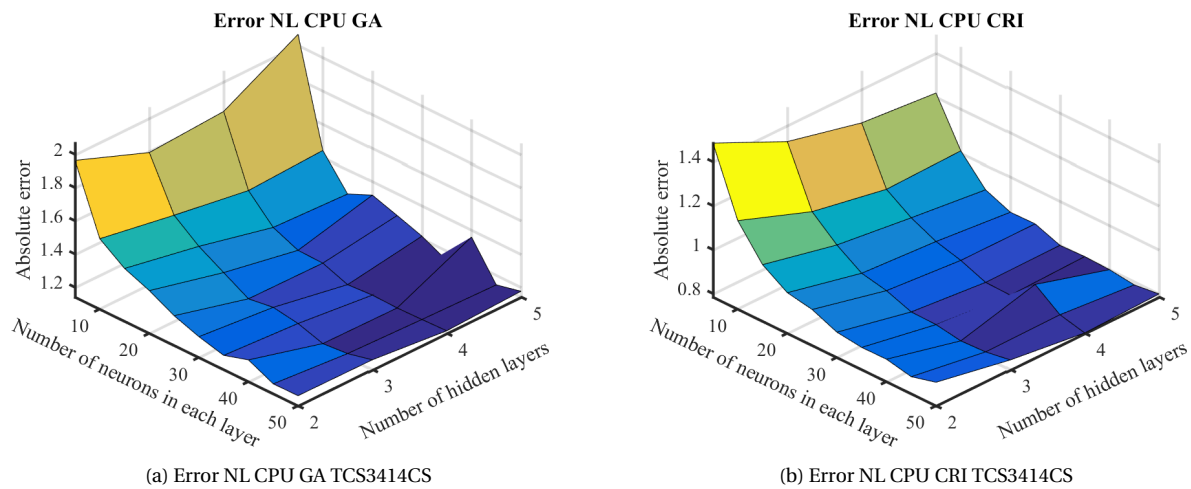 Error NL CPU GA
2
1.8
1.6
1.4
1.2
Absolute error
10
20
30
40
50
Number of neurons in each layer
2
3
4
5
Number of hidden layers
(a) Error NL CPU GA TCS3414CS
Error NL CPU CRI
1.4
1.2
1
0.8
Absolute error
10
20
30
40
50
Number of neurons in each layer
2
3
4
5
Number of hidden layers
(b) Error NL CPU CRI TCS3414CS